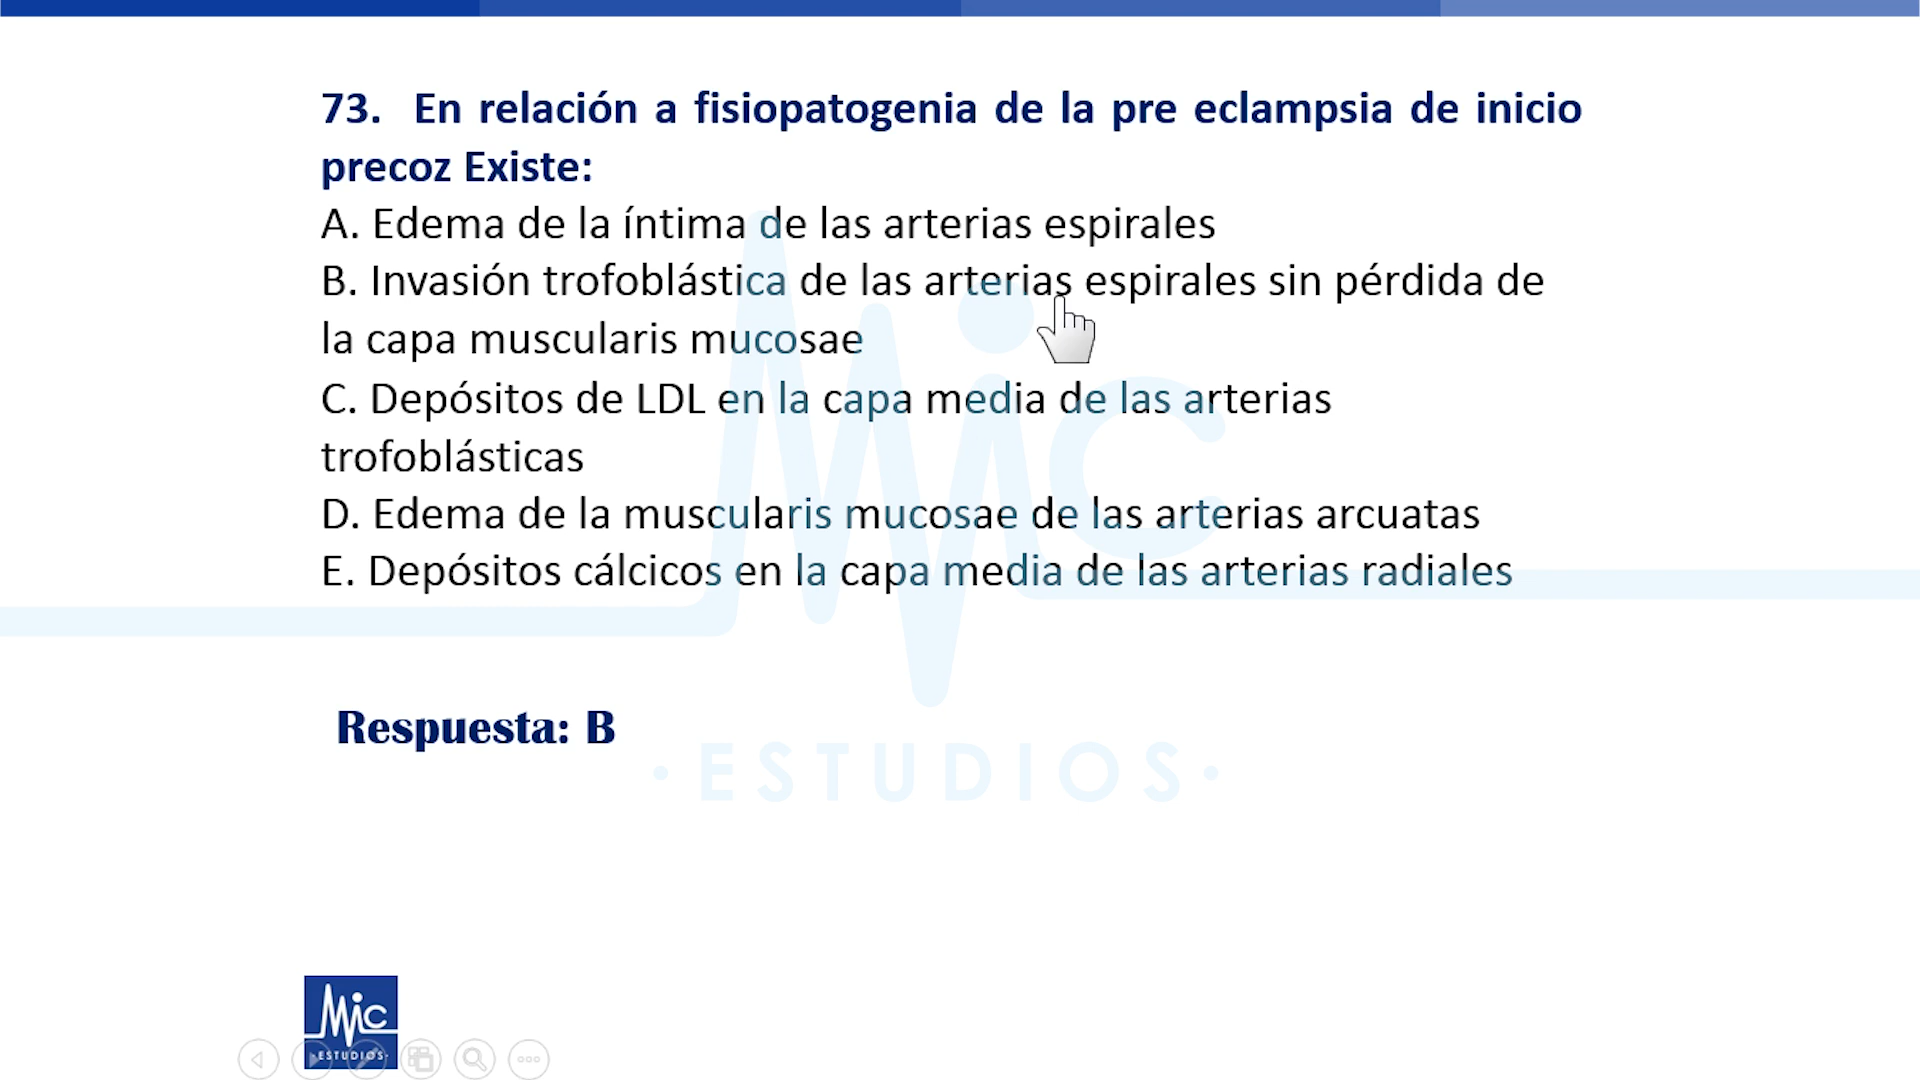 73. En relación a fisiopatogenia de la pre eclampsia de inicio
precoz Existe:
A. Edema de la íntima de las arterias espirales
B. Invasión trofoblástica de las arterias espirales sin pérdida de
la capa muscularis mucosae
C. Depósitos de LDL en la capa media de las arterias
trofoblásticas
D. Edema de la muscularis mucosae de las arterias arcuatas
E. Depósitos cálcicos en la capa media de las arterias radiales
Respuesta: B
Mic
·ESTUDIOS·
Mic
·ESTUDIOS·